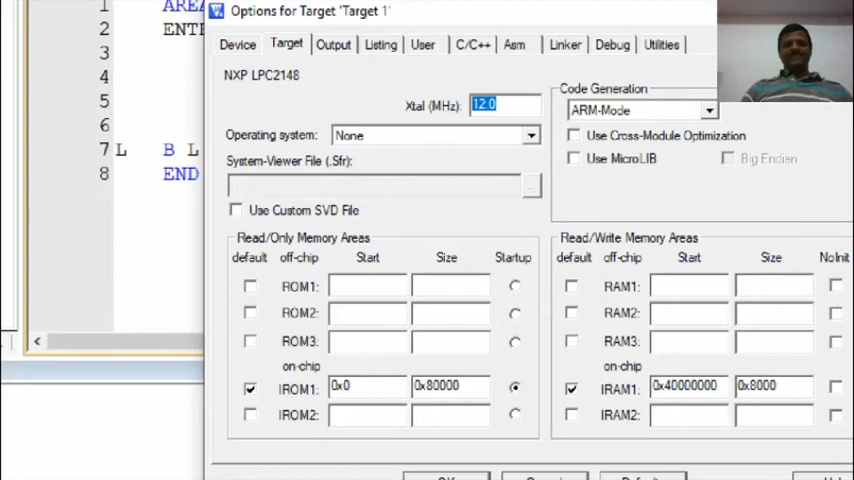 1 AREA
Options for Target 'Target 1'
2 ENT
3
4
5
6
7 L B L
8 END
Device Target Output Listing User C/C++ Asm Linker Debug Utilities
NXP LPC2148
Xtal (MHz): 12.0
Operating system: None
System-Viewer File (.Sfr):
...
Use Custom SVD File
Code Generation
ARM-Mode
Use Cross-Module Optimization
Use MicroLIB Big Endian
Read/Only Memory Areas
default off-chip Start Size Startup
ROM1:
ROM2:
ROM3:
on-chip
IROM1: 0x0 0x80000
IROM2:
Read/Write Memory Areas
default off-chip Start Size NoInit
RAM1:
RAM2:
RAM3:
on-chip
IRAM1: 0x40000000 0x8000
IRAM2: